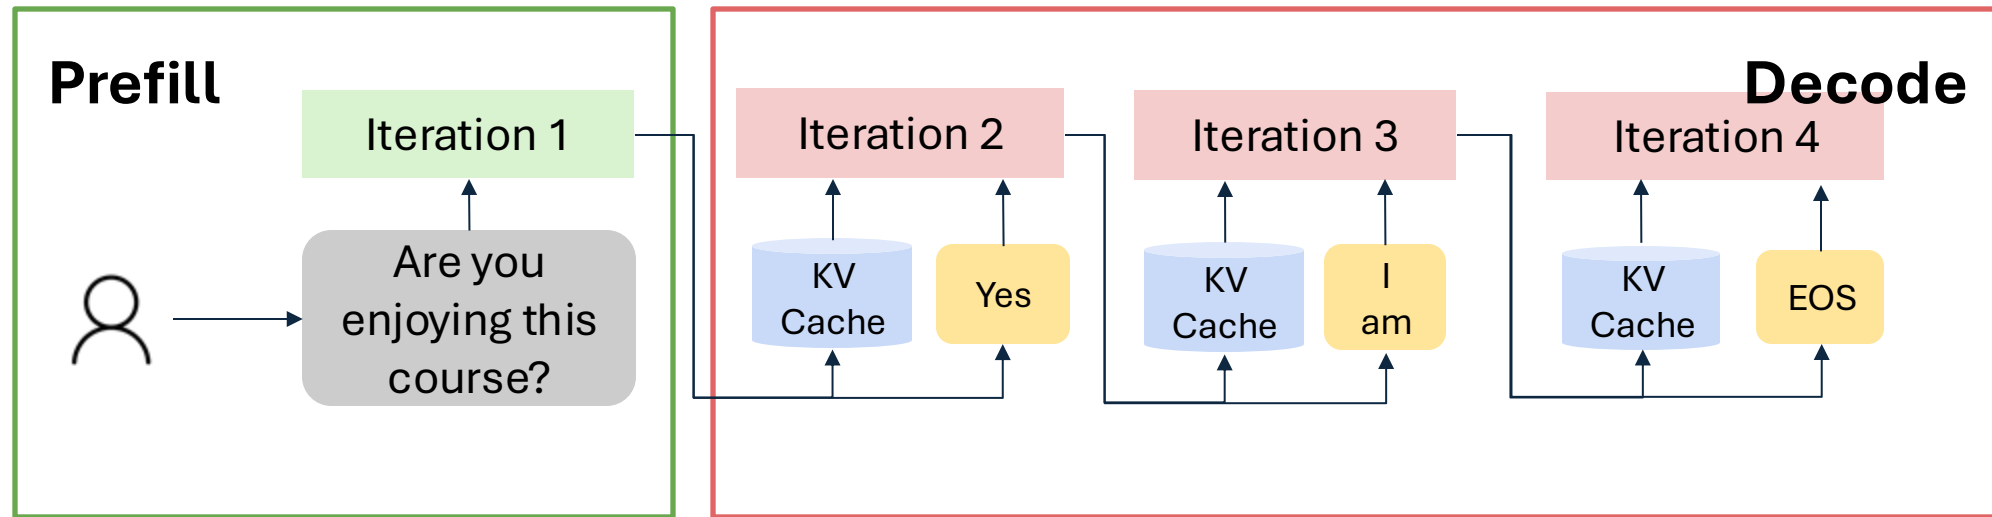 Prefill
Iteration 1
Are you
enjoying this
course?
Decode
Iteration 2
KV
Cache
Yes
Iteration 3
KV
Cache
I
am
Iteration 4
KV
Cache
EOS